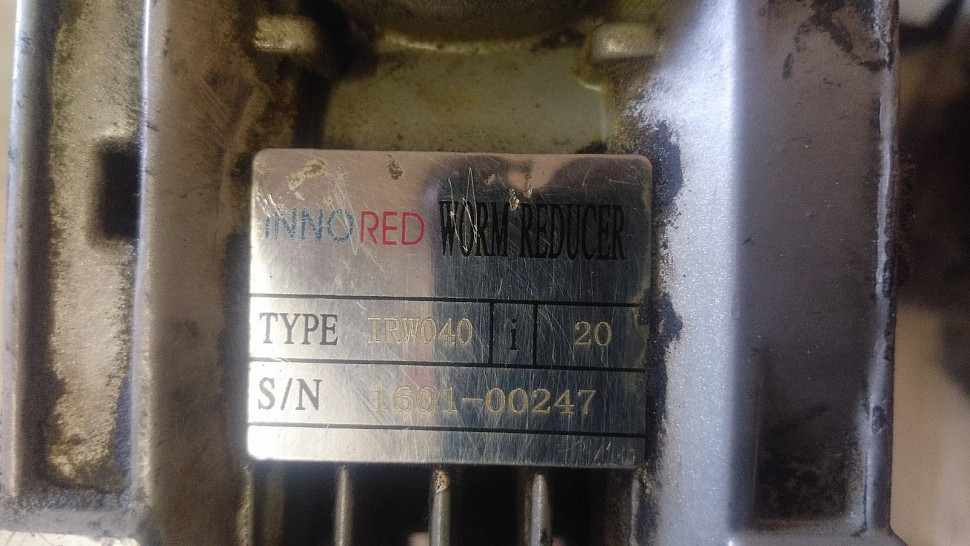 INNORED WORM REDUCER
TYPE IRW040 i 20
S/N 1601-00247